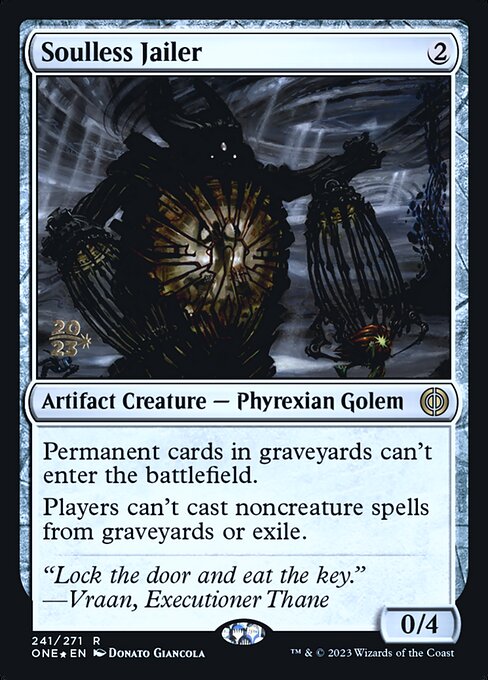 Soulless Jailer 2
20
23
Artifact Creature — Phyrexian Golem
Permanent cards in graveyards can't
enter the battlefield.
Players can't cast noncreature spells
from graveyards or exile.
“Lock the door and eat the key.”
—Vraan, Executioner Thane
0/4
241/271 R
ONE★EN Donato Giancola
™ & © 2023 Wizards of the Coast